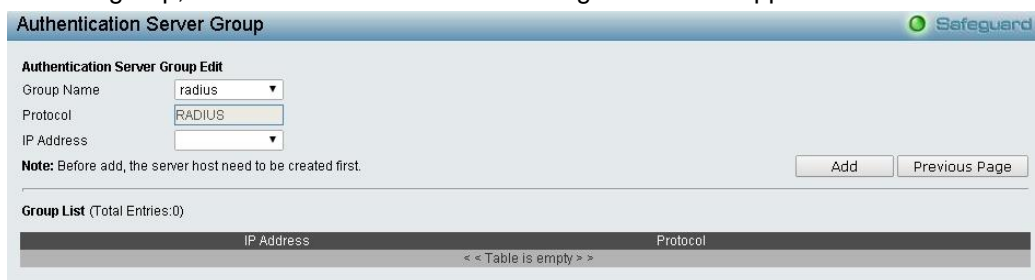 Authentication Server Group
Safeguard
Authentication Server Group Edit
Group Name radius
Protocol RADIUS
IP Address
Note: Before add, the server host need to be created first.
Add Previous Page
Group List (Total Entries:0)
IP Address Protocol
< < Table is empty > >